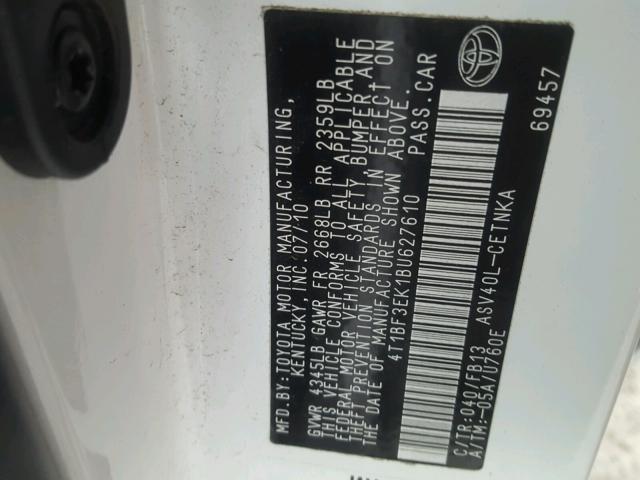 MFD.BY:TOYOTA MOTOR MANUFACTURING,
KENTUCKY, INC 07/10
GVWR 4345LB GAWR FR 2668LB RR 2359LB
THIS VEHICLE CONFORMS TO ALL APPLICABLE
FEDERAL MOTOR VEHICLE SAFETY, BUMPER, AND
THEFT PREVENTION STANDARDS IN EFFECT ON
THE DATE OF MANUFACTURE SHOWN ABOVE.
4T1BF3EK1BU627610 PASS.CAR
C/TR:040/FB13 ASV40L-CETNKA
A/TM:-05A/U760E
69457